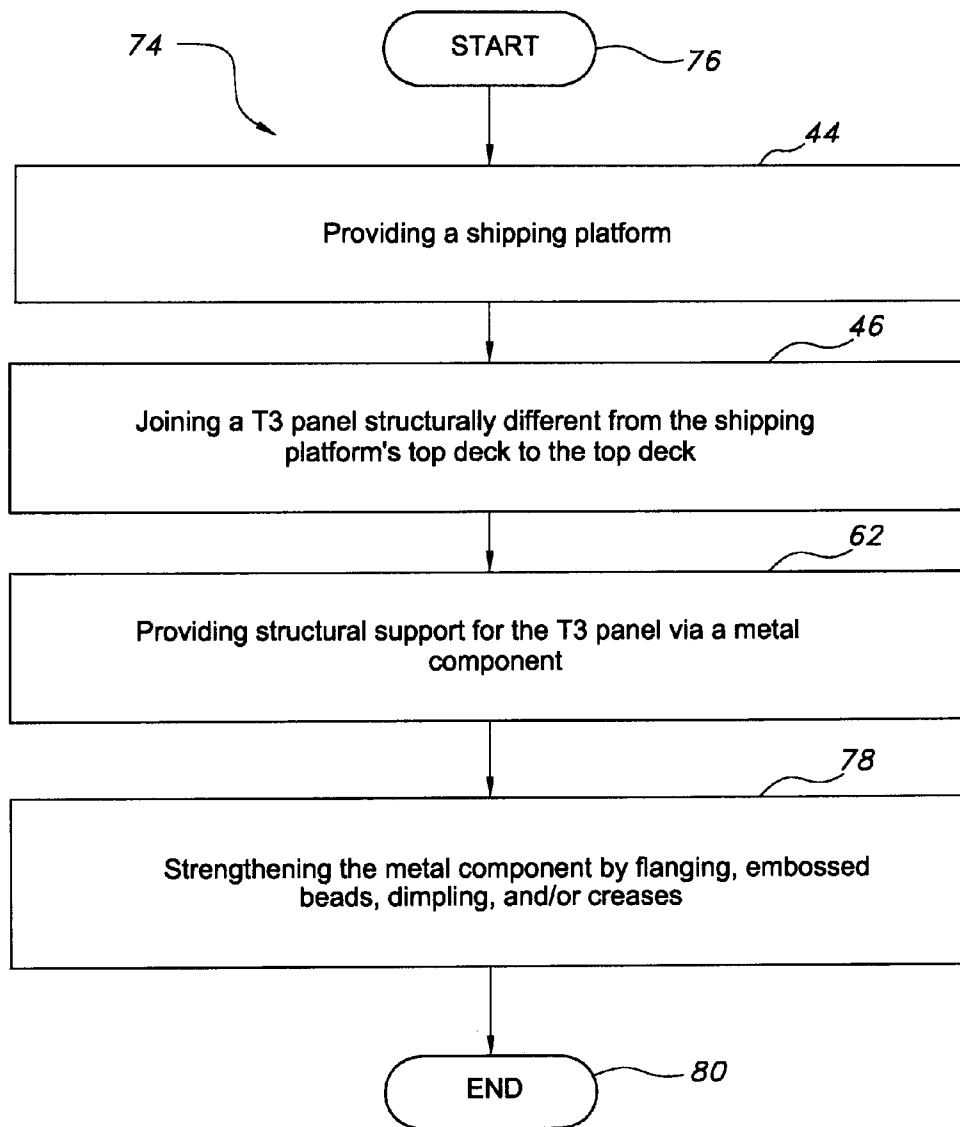 74
START
76
44
Providing a shipping platform
46
Joining a T3 panel structurally different from the shipping
platform's top deck to the top deck
62
Providing structural support for the T3 panel via a metal
component
78
Strengthening the metal component by flanging, embossed
beads, dimpling, and/or creases
END
80